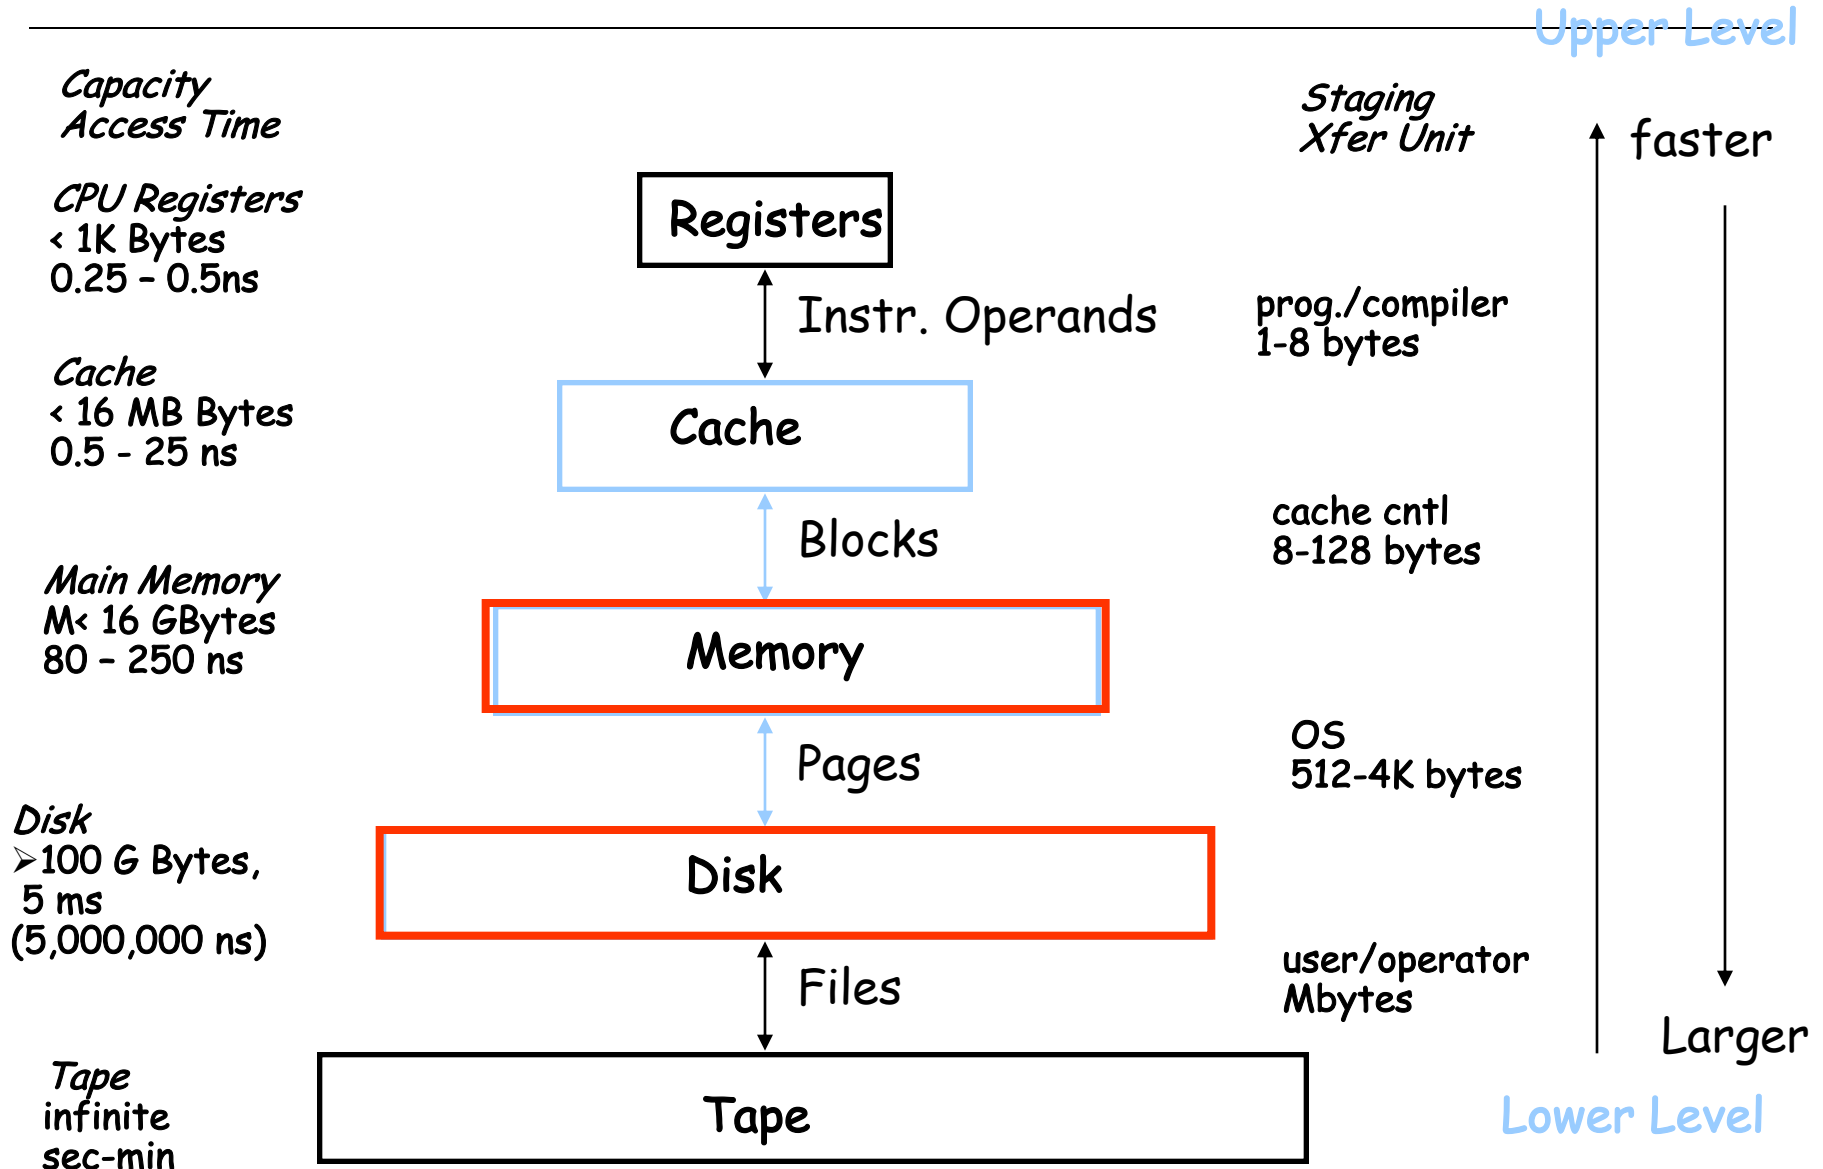 Upper Level
Capacity
Access Time
Staging
Xfer Unit
faster
CPU Registers
< 1K Bytes
0.25 – 0.5ns
Registers
Instr. Operands
prog./compiler
1-8 bytes
Cache
< 16 MB Bytes
0.5 - 25 ns
Cache
Blocks
cache cntl
8-128 bytes
Main Memory
M< 16 GBytes
80 – 250 ns
Memory
Pages
OS
512-4K bytes
Disk
➢100 G Bytes,
5 ms
(5,000,000 ns)
Disk
Files
user/operator
Mbytes
Larger
Tape
infinite
sec-min
Tape
Lower Level